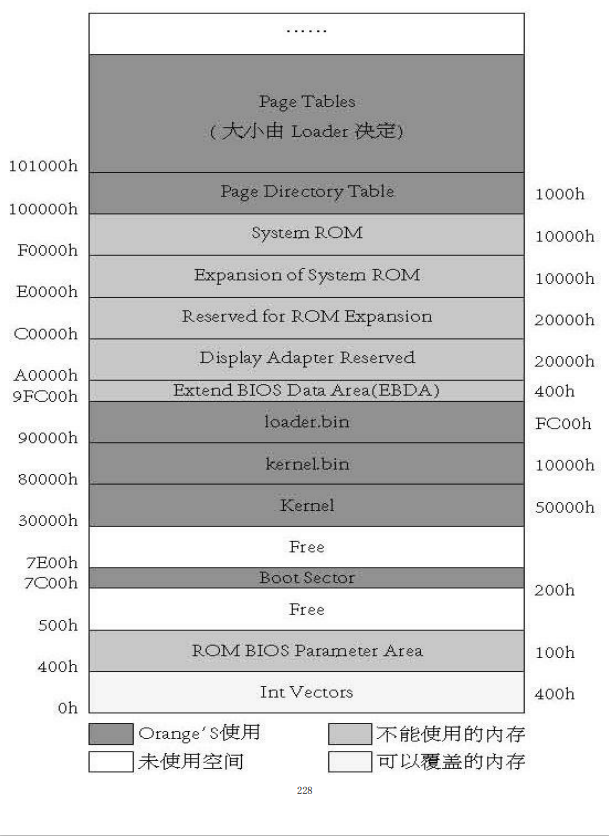 ······
Page Tables
( 大小由 Loader 决定)
101000h
Page Directory Table
1000h
100000h
System ROM
10000h
F0000h
Expansion of System ROM
10000h
E0000h
Reserved for ROM Expansion
20000h
C0000h
Display Adapter Reserved
20000h
A0000h
Extend BIOS Data Area(EBDA)
400h
9FC00h
loader.bin
FC00h
90000h
kernel.bin
10000h
80000h
Kernel
50000h
30000h
Free
7E00h
Boot Sector
7C00h
200h
Free
500h
ROM BIOS Parameter Area
100h
400h
Int Vectors
400h
0h
Orange'S使用
不能使用的内存
未使用空间
可以覆盖的内存
228